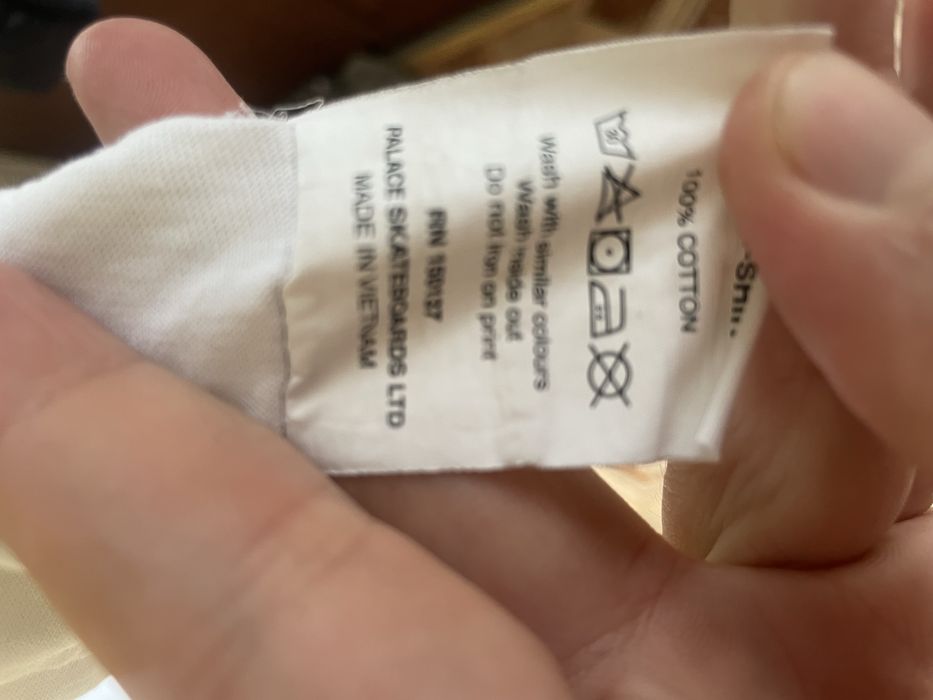 100% COTTON
Wash with similar colours
Wash inside out
Do not iron on print
RN 150127
PALACE SKATEBOARDS LTD
MADE IN VIETNAM